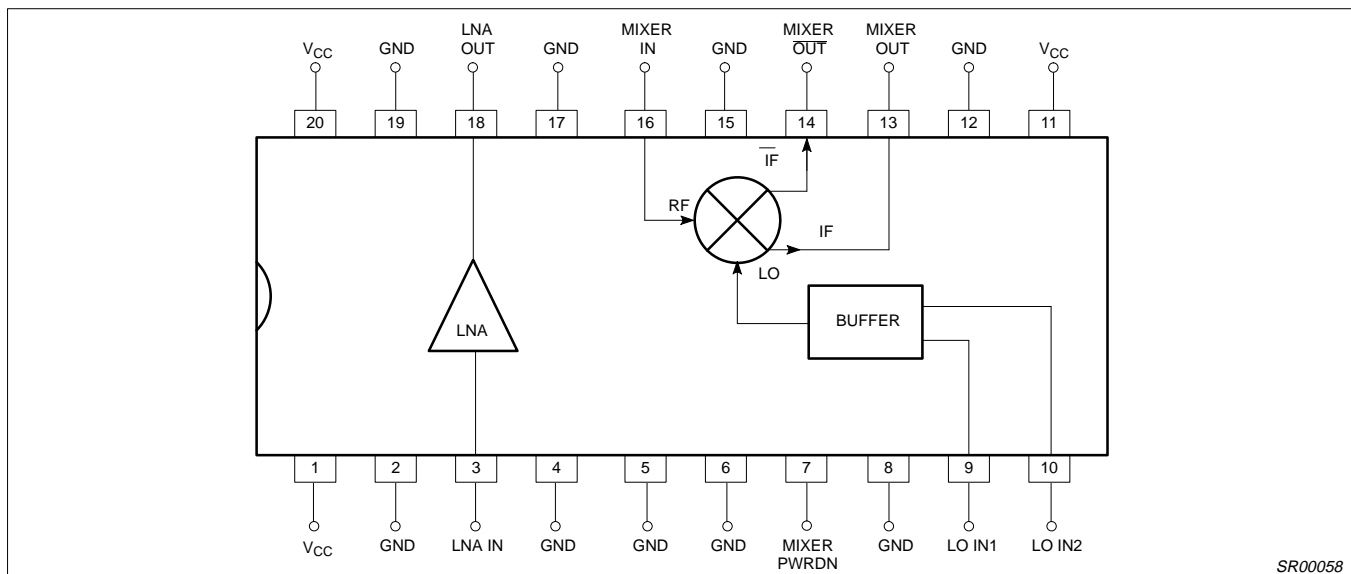 LNA OUT
MIXER IN
MIXER OUT
MIXER OUT
VCC
GND
GND
GND
GND
VCC
20
19
18
17
16
15
14
13
12
11
IF
RF
IF
LO
BUFFER
LNA
1
2
3
4
5
6
7
8
9
10
VCC
GND
LNA IN
GND
GND
GND
MIXER PWRDN
GND
LO IN1
LO IN2
SR00058